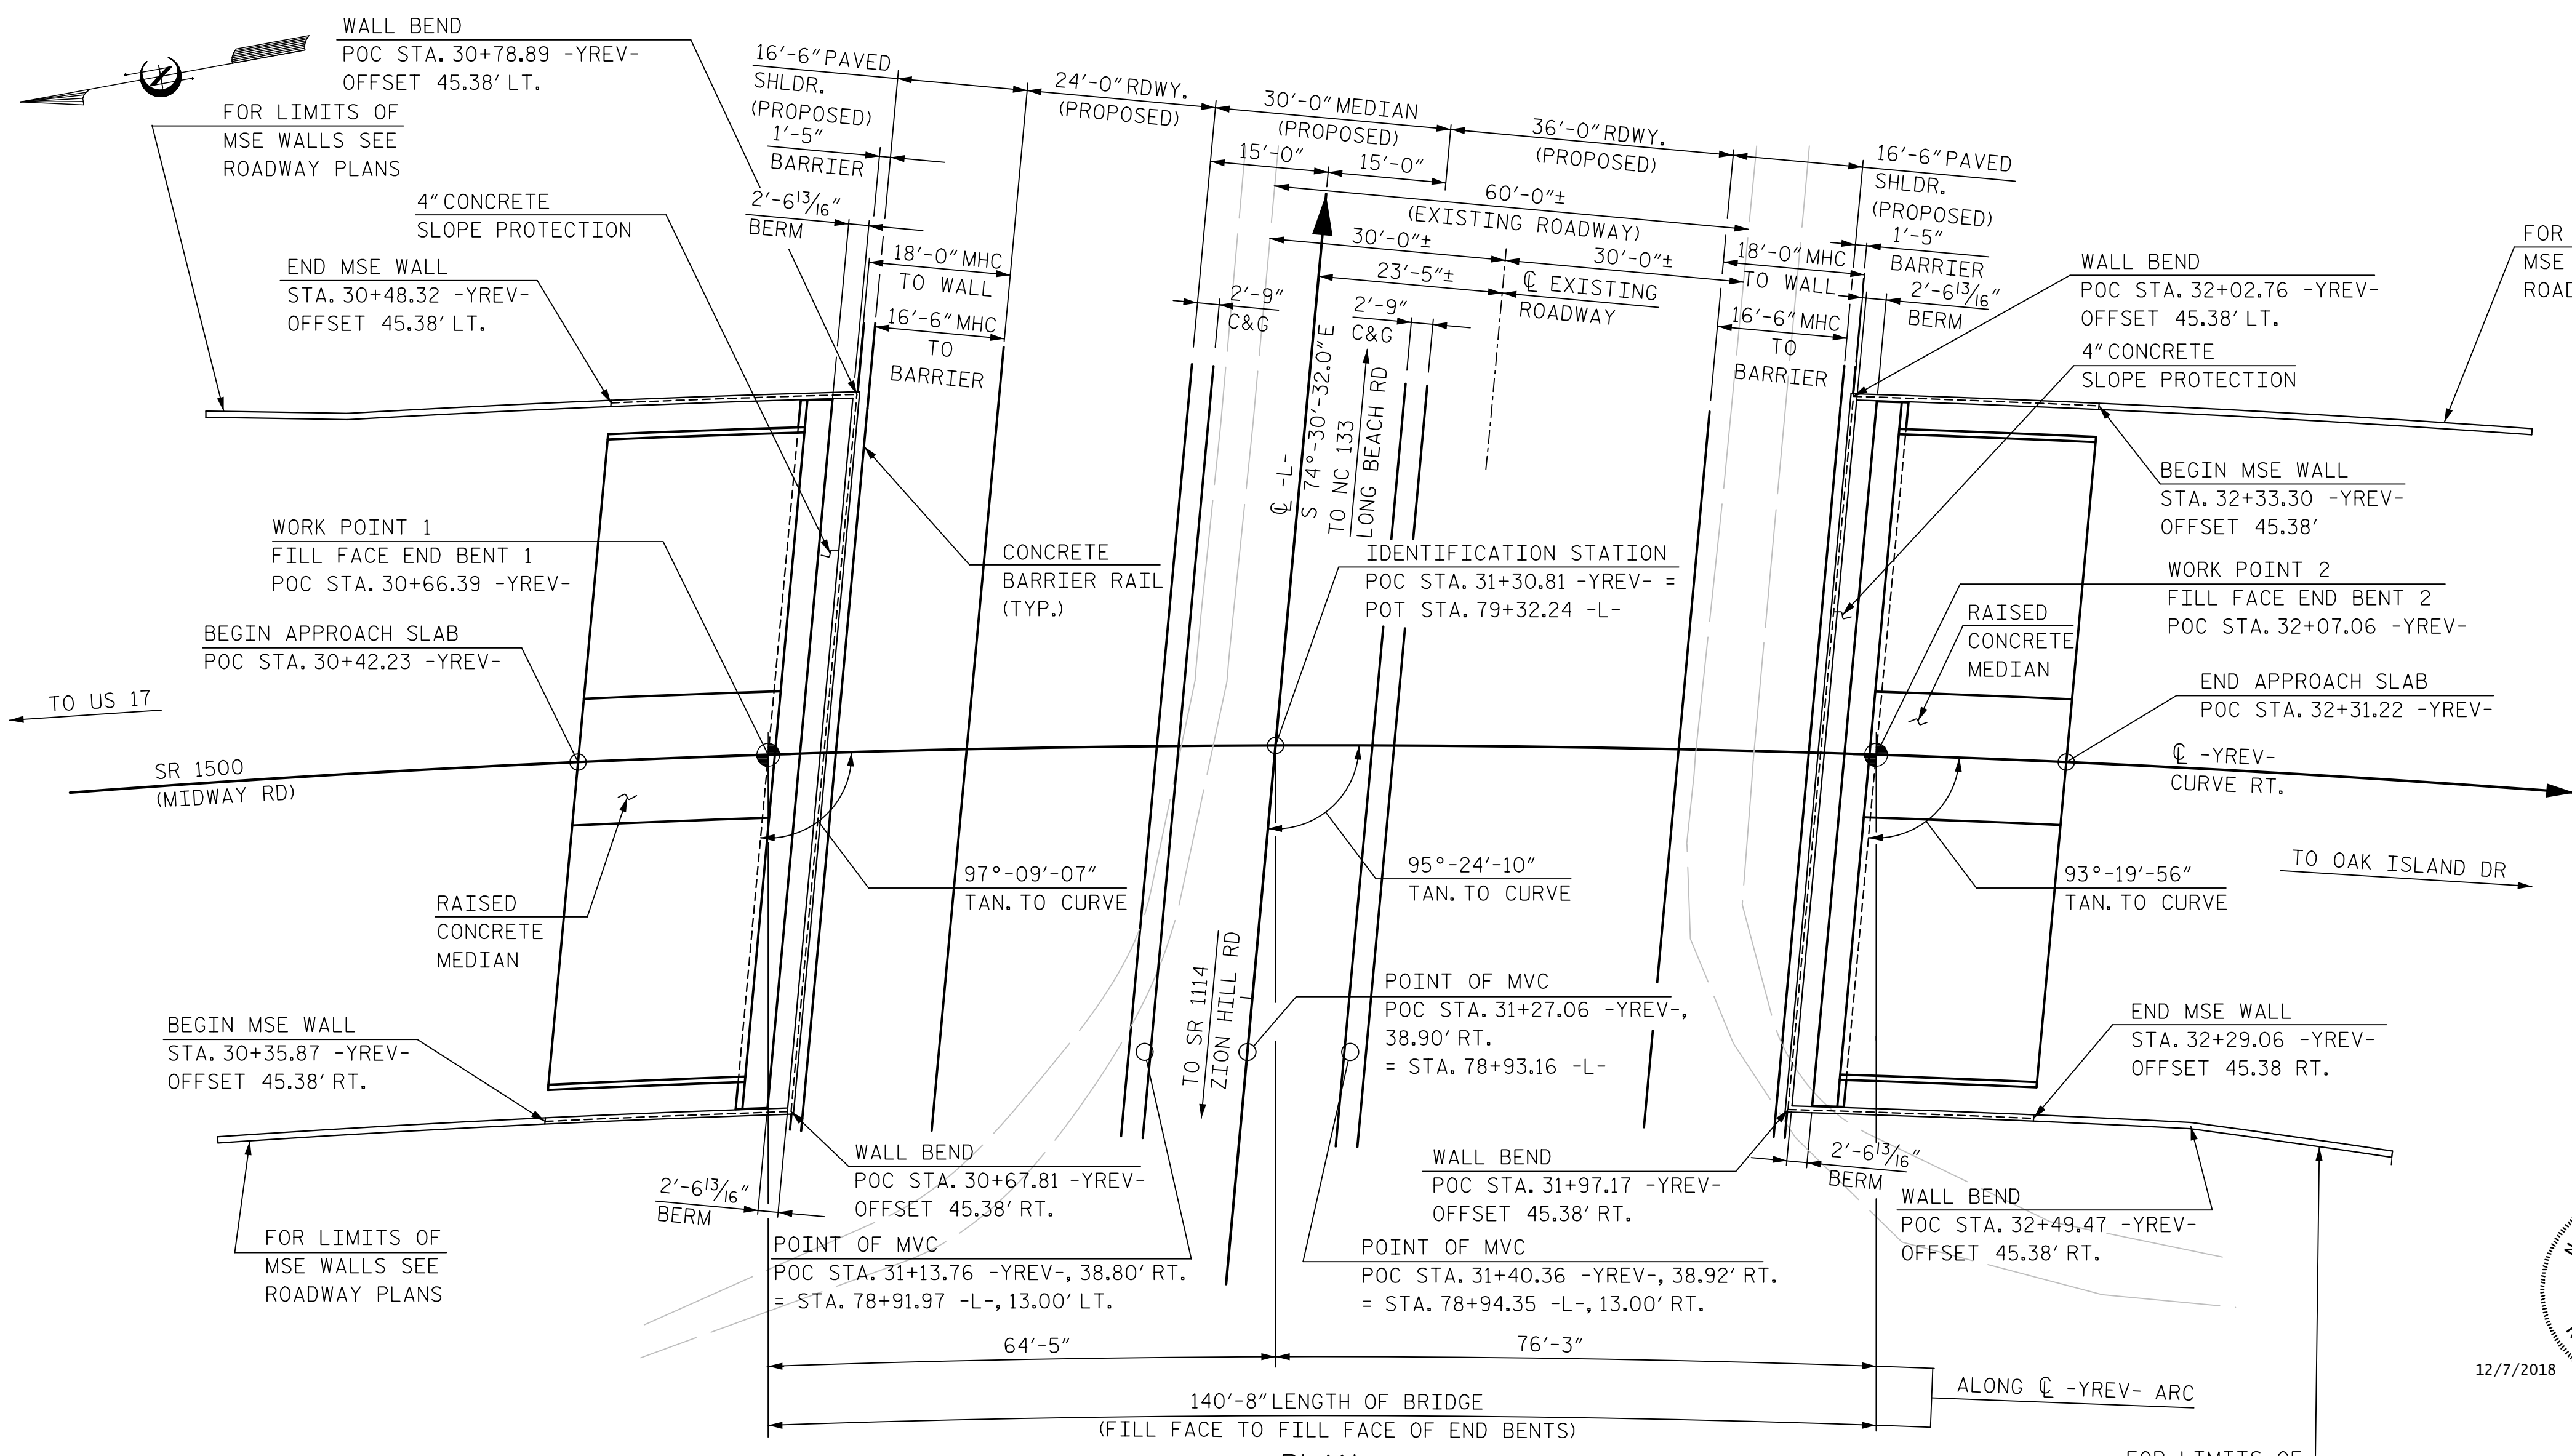 WALL BEND
POC STA. 30+78.89 -YREV-
OFFSET 45.38' LT.
FOR LIMITS OF
MSE WALLS SEE
ROADWAY PLANS
4" CONCRETE
SLOPE PROTECTION
END MSE WALL
STA. 30+48.32 -YREV-
OFFSET 45.38' LT.
16'-6" PAVED
SHLDR.
(PROPOSED)
1'-5"
BARRIER
2'-6 13/16"
BERM
24'-0" RDWY.
(PROPOSED)
30'-0" MEDIAN
(PROPOSED)
15'-0"
15'-0"
36'-0" RDWY.
(PROPOSED)
16'-6" PAVED
SHLDR.
(PROPOSED)
1'-5"
BARRIER
2'-6 13/16"
BERM
60'-0"±
(EXISTING ROADWAY)
30'-0"±
30'-0"±
23'-5"±
℄ EXISTING
ROADWAY
18'-0" MHC
TO WALL
16'-6" MHC
TO
BARRIER
2'-9"
C&G
2'-9"
C&G
18'-0" MHC
TO WALL
16'-6" MHC
TO
BARRIER
WALL BEND
POC STA. 32+02.76 -YREV-
OFFSET 45.38' LT.
4" CONCRETE
SLOPE PROTECTION
FOR
MSE
BEGIN MSE WALL
STA. 32+33.30 -YREV-
OFFSET 45.38'
℄ -L-
S 74°-30'-32.0" E
TO NC 133
LONG BEACH RD
WORK POINT 1
FILL FACE END BENT 1
POC STA. 30+66.39 -YREV-
BEGIN APPROACH SLAB
POC STA. 30+42.23 -YREV-
CONCRETE
BARRIER RAIL
(TYP.)
IDENTIFICATION STATION
POC STA. 31+30.81 -YREV- =
POT STA. 79+32.24 -L-
WORK POINT 2
FILL FACE END BENT 2
POC STA. 32+07.06 -YREV-
RAISED
CONCRETE
MEDIAN
END APPROACH SLAB
POC STA. 32+31.22 -YREV-
TO US 17
SR 1500
(MIDWAY RD)
℄ -YREV-
CURVE RT.
97°-09'-07"
TAN. TO CURVE
95°-24'-10"
TAN. TO CURVE
93°-19'-56"
TAN. TO CURVE
TO OAK ISLAND DR
RAISED
CONCRETE
MEDIAN
TO SR 1114
ZION HILL RD
POINT OF MVC
POC STA. 31+27.06 -YREV-,
38.90' RT.
= STA. 78+93.16 -L-
BEGIN MSE WALL
STA. 30+35.87 -YREV-
OFFSET 45.38' RT.
END MSE WALL
STA. 32+29.06 -YREV-
OFFSET 45.38 RT.
WALL BEND
POC STA. 30+67.81 -YREV-
OFFSET 45.38' RT.
2'-6 13/16"
BERM
WALL BEND
POC STA. 31+97.17 -YREV-
OFFSET 45.38' RT.
2'-6 13/16"
BERM
WALL BEND
POC STA. 32+49.47 -YREV-
OFFSET 45.38' RT.
FOR LIMITS OF
MSE WALLS SEE
ROADWAY PLANS
POINT OF MVC
POC STA. 31+13.76 -YREV-, 38.80' RT.
= STA. 78+91.97 -L-, 13.00' LT.
POINT OF MVC
POC STA. 31+40.36 -YREV-, 38.92' RT.
= STA. 78+94.35 -L-, 13.00' RT.
64'-5"
76'-3"
12/7/2018
140'-8" LENGTH OF BRIDGE
(FILL FACE TO FILL FACE OF END BENTS)
ALONG ℄ -YREV- ARC
FOR LIMITS OF